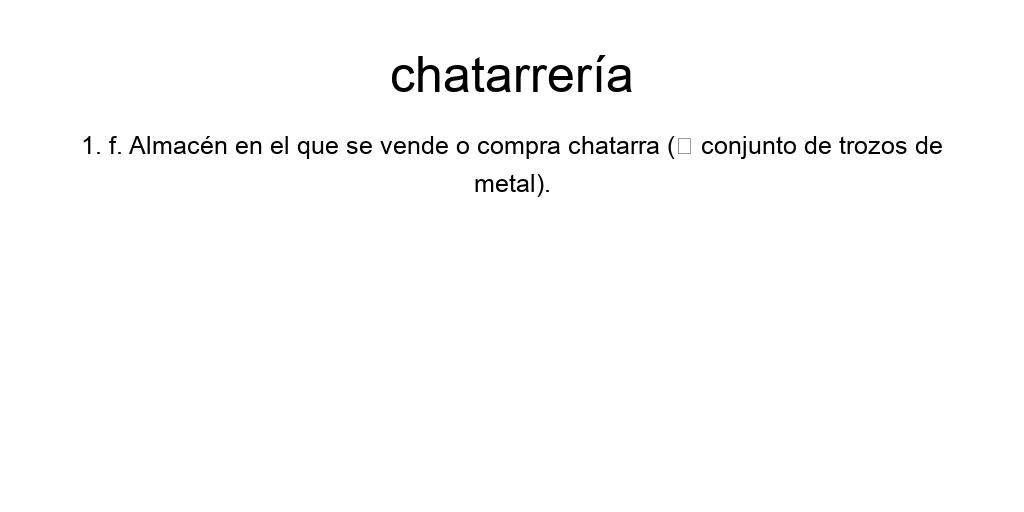 chatarrería
1. f. Almacén en el que se vende o compra chatarra (□ conjunto de trozos de
metal).